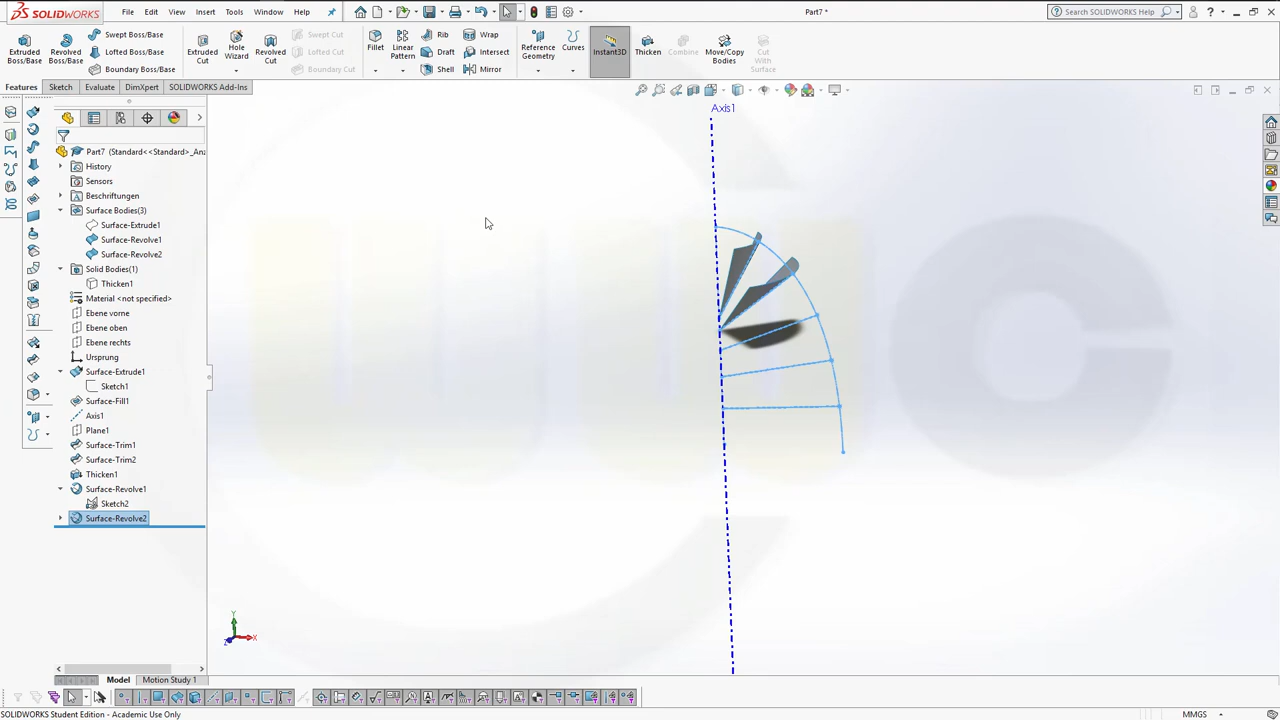 SOLIDWORKS
File Edit View Insert Tools Window Help
Part7 *
Search SOLIDWORKS Help
Extruded Boss/Base
Revolved Boss/Base
Swept Boss/Base
Lofted Boss/Base
Boundary Boss/Base
Extruded Cut
Hole Wizard
Revolved Cut
Swept Cut
Lofted Cut
Boundary Cut
Fillet
Linear Pattern
Rib
Draft
Shell
Wrap
Intersect
Mirror
Reference Geometry
Curves
Instant3D
Thicken
Combine
Move/Copy Bodies
Cut With Surface
Features Sketch Evaluate DimXpert SOLIDWORKS Add-Ins
Part7 (Standard<<Standard>_Anz
History
Sensors
Beschriftungen
Surface Bodies(3)
Surface-Extrude1
Surface-Revolve1
Surface-Revolve2
Solid Bodies(1)
Thicken1
Material <not specified>
Ebene vorne
Ebene oben
Ebene rechts
Ursprung
Surface-Extrude1
Sketch1
Surface-Fill1
Axis1
Plane1
Surface-Trim1
Surface-Trim2
Thicken1
Surface-Revolve1
Sketch2
Surface-Revolve2
Axis1
Y
X
Z
Model Motion Study 1
SOLIDWORKS Student Edition - Academic Use Only
MMGS